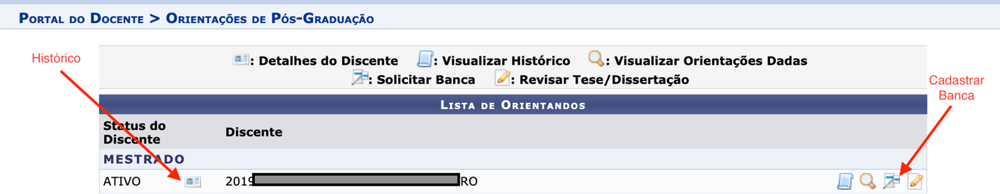 Portal do Docente > Orientações de Pós-Graduação
Histórico
: Detalhes do Discente : Visualizar Histórico : Visualizar Orientações Dadas
: Solicitar Banca : Revisar Tese/Dissertação
Cadastrar
Banca
Lista de Orientandos
Status do
Discente
Discente
MESTRADO
ATIVO 2019 RO